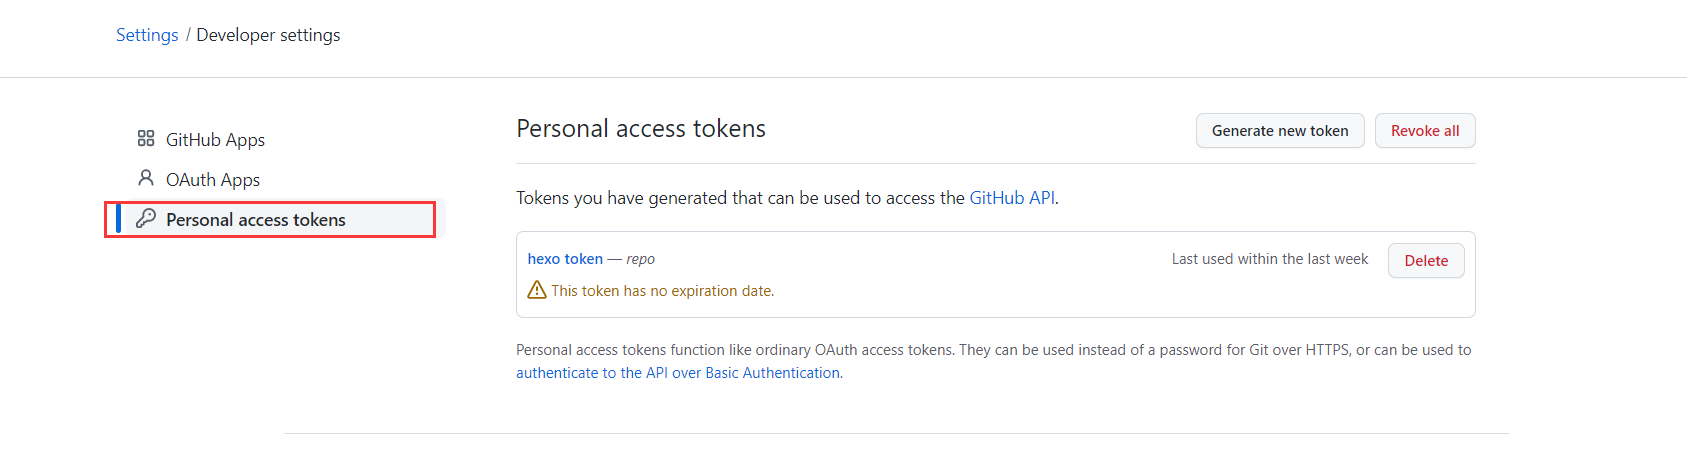 Settings / Developer settings
GitHub Apps
OAuth Apps
Personal access tokens
Personal access tokens
Generate new token
Revoke all
Tokens you have generated that can be used to access the GitHub API.
hexo token — repo
Last used within the last week
Delete
This token has no expiration date.
Personal access tokens function like ordinary OAuth access tokens. They can be used instead of a password for Git over HTTPS, or can be used to
authenticate to the API over Basic Authentication.